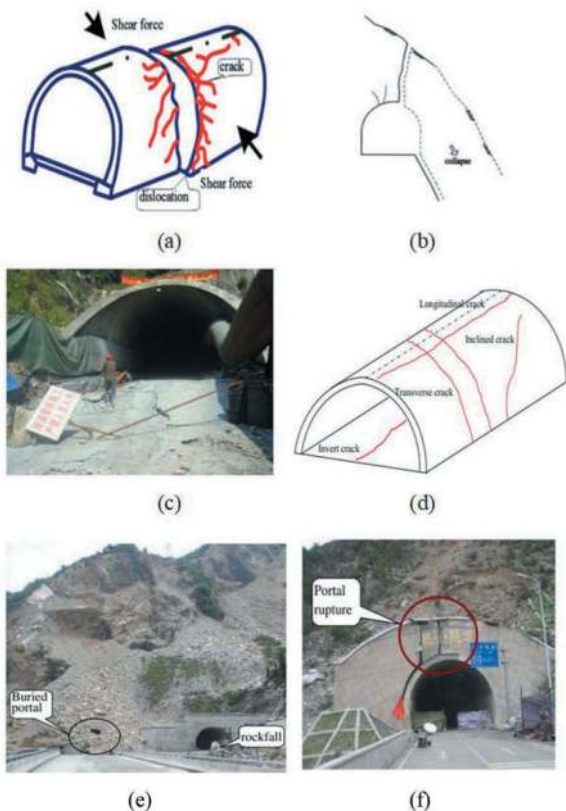 Shear force
crack
Shear force
dislocation
(a)
collapse
(b)
(c)
Longitudinal crack
Inclined crack
Transverse crack
Invert crack
(d)
Buried
portal
rockfall
(e)
Portal
rupture
(f)